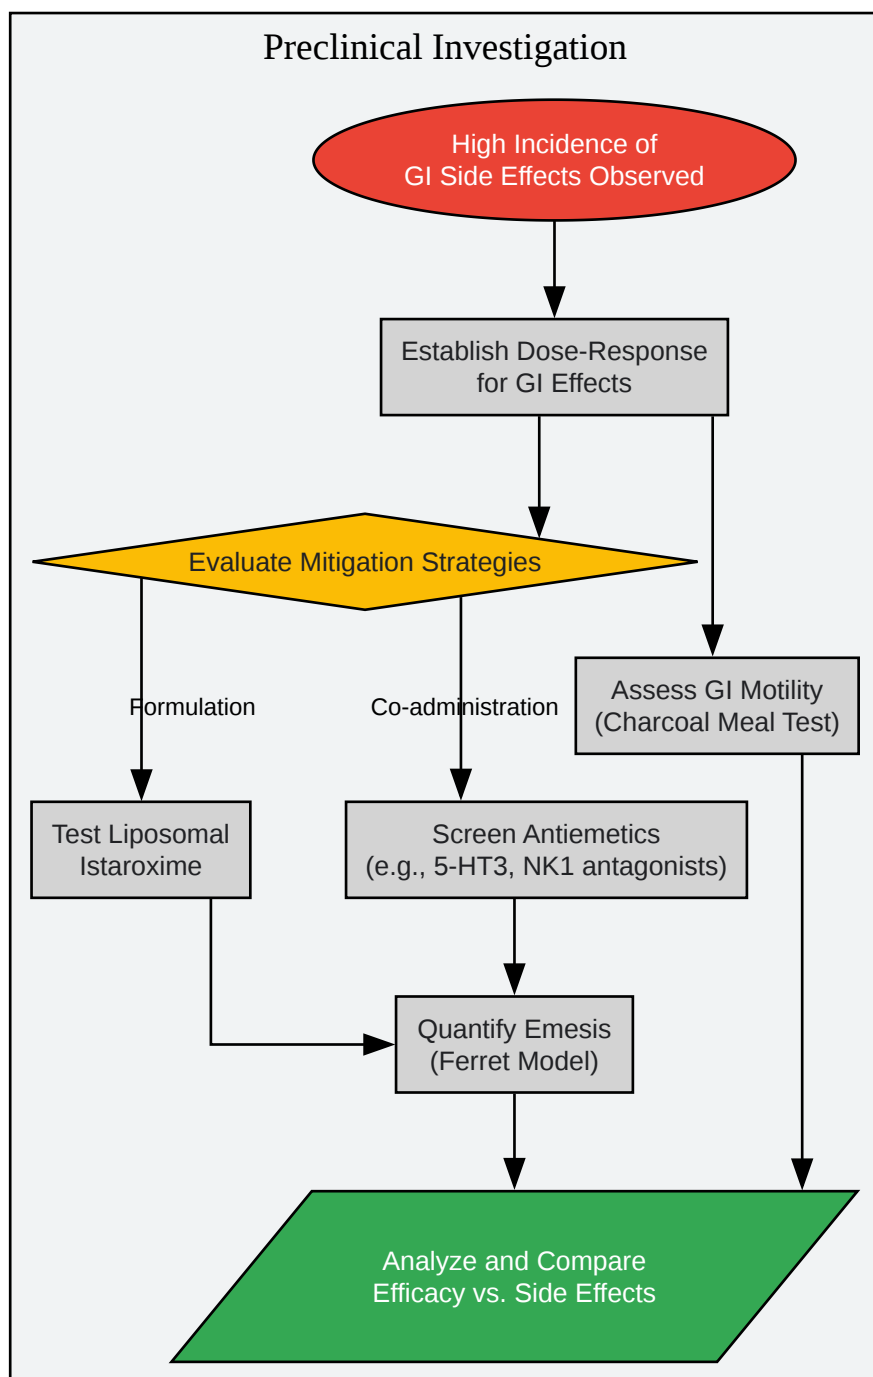 Preclinical Investigation
High Incidence of
GI Side Effects Observed
Establish Dose-Response
for GI Effects
Evaluate Mitigation Strategies
Formulation
Co-administration
Assess GI Motility
(Charcoal Meal Test)
Test Liposomal
Istaroxime
Screen Antiemetics
(e.g., 5-HT3, NK1 antagonists)
Quantify Emesis
(Ferret Model)
Analyze and Compare
Efficacy vs. Side Effects